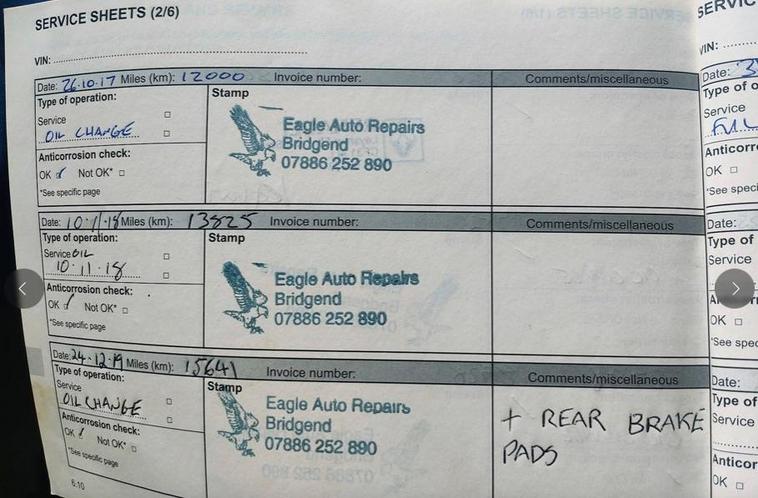 SERVICE SHEETS (2/6)
VIN:
Date: 26.10.17 Miles (km): 12000 Invoice number: Comments/miscellaneous
Type of operation:
Service
OIL CHANGE
Anticorrosion check:
OK Not OK*
*See specific page
Stamp
Eagle Auto Repairs
Bridgend
07886 252 890
Date: 10.11.18 Miles (km): 13825 Invoice number: Comments/miscellaneous
Type of operation:
Service OIL
10.11.18
Anticorrosion check:
OK Not OK*
*See specific page
Stamp
Eagle Auto Repairs
Bridgend
07886 252 890
Date: 24.12.19 Miles (km): 15641 Invoice number: Comments/miscellaneous
Type of operation:
Service
OIL CHANGE
Anticorrosion check:
OK Not OK*
*See specific page
Stamp
Eagle Auto Repairs
Bridgend
07886 252 890
+ REAR BRAKE
PADS
6.10
SERVIC
VIN:
Date: 3
Type of o
Service
FUL
Anticorr
OK
*See speci
Date:
Type of
Service
OK
*See spec
Date:
Type of
Service
Anticor
OK